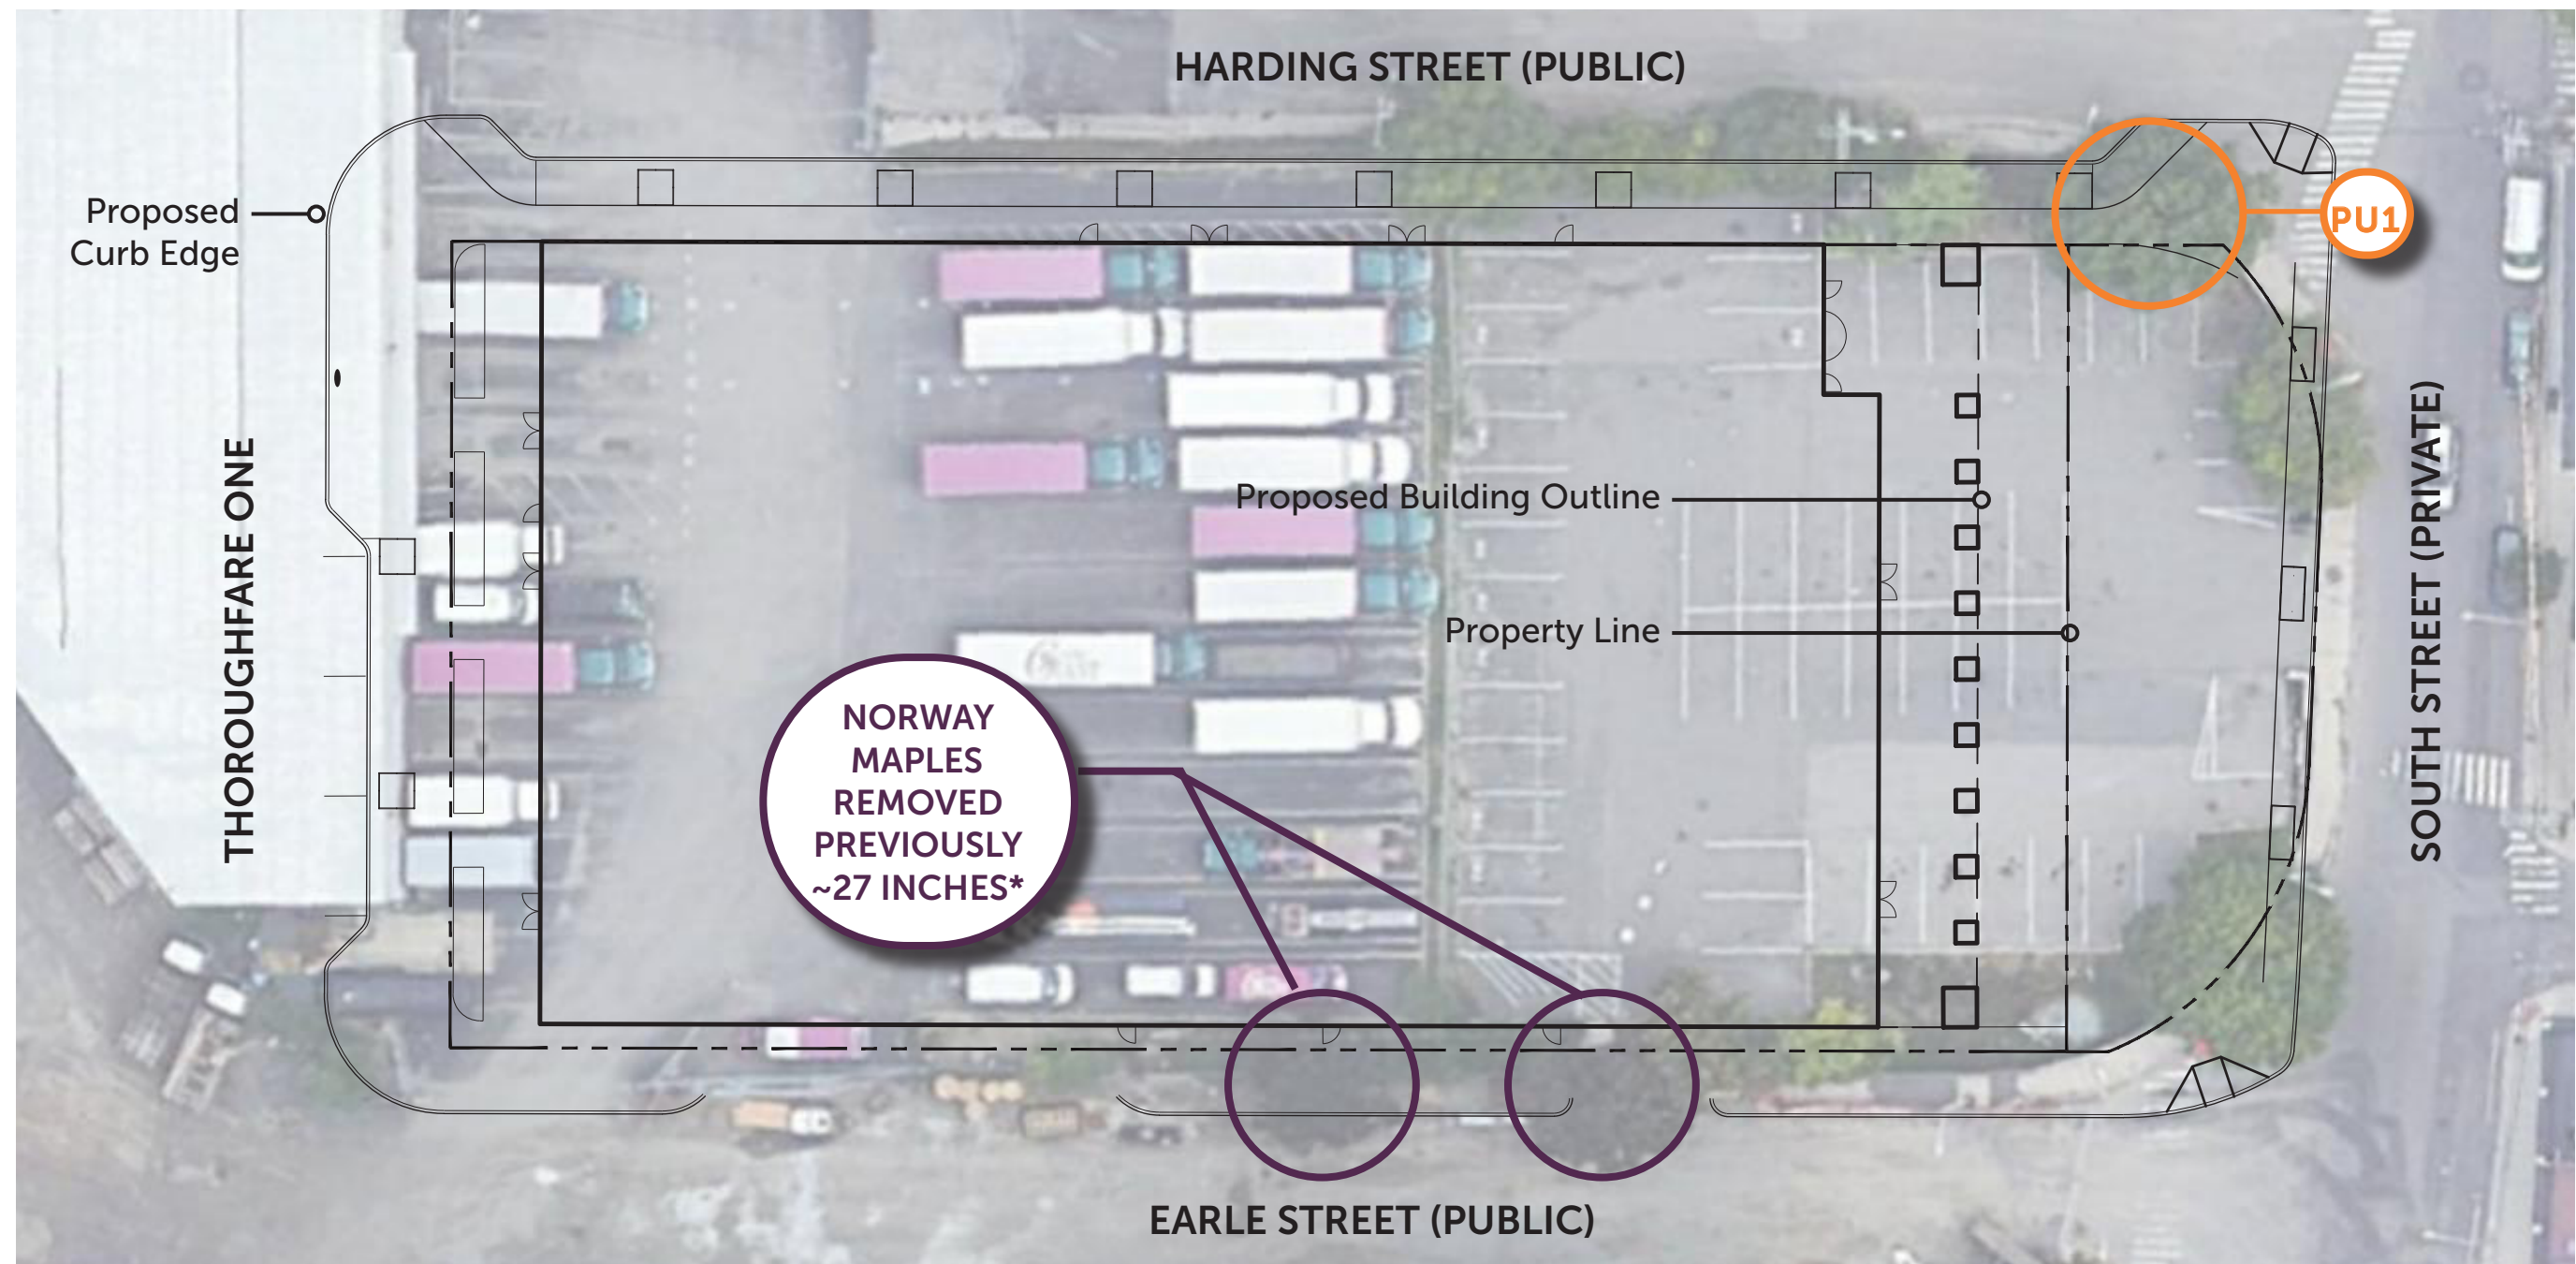 HARDING STREET (PUBLIC)
Proposed
Curb Edge
PU1
THOROUGHFARE ONE
Proposed Building Outline
Property Line
SOUTH STREET (PRIVATE)
NORWAY
MAPLES
REMOVED
PREVIOUSLY
~27 INCHES*
EARLE STREET (PUBLIC)